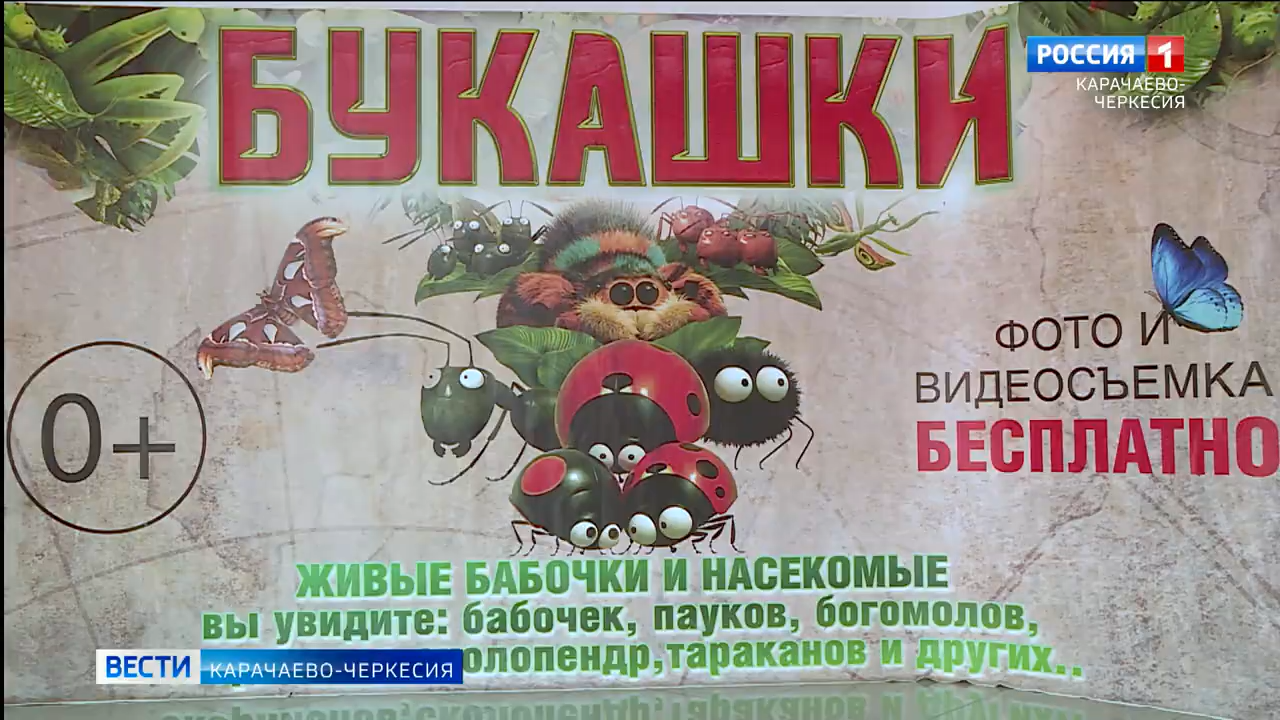 БУКАШКИ
РОССИЯ 1
КАРАЧАЕВО-
ЧЕРКЕСИЯ
0+
ФОТО И
ВИДЕОСЪЕМКА
БЕСПЛАТНО
ЖИВЫЕ БАБОЧКИ И НАСЕКОМЫЕ
вы увидите: бабочек, пауков, богомолов,
тараканов и других..
ВЕСТИ КАРАЧАЕВО-ЧЕРКЕСИЯ